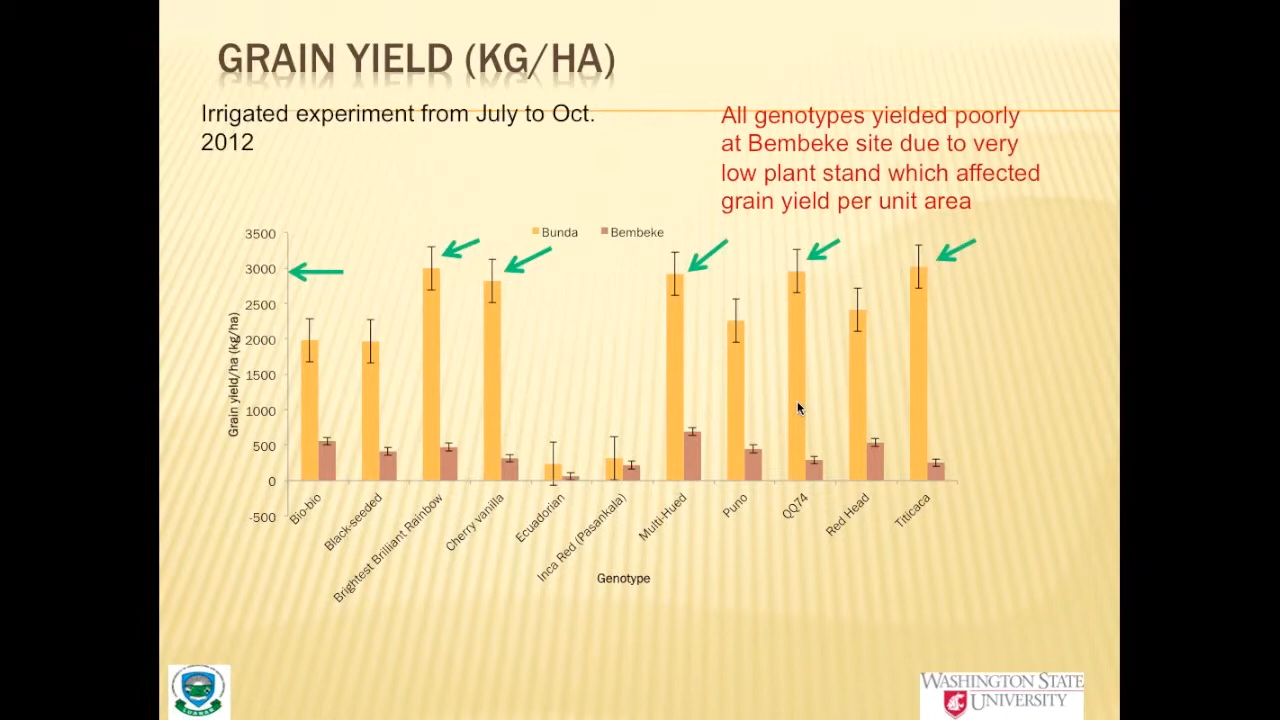 GRAIN YIELD (KG/HA)
Irrigated experiment from July to Oct.
2012
All genotypes yielded poorly
at Bembeke site due to very
low plant stand which affected
grain yield per unit area
Bunda Bembeke
3500
3000
2500
2000
1500
1000
500
0
-500
Grain yield/ha (kg/ha)
Bio-bio
Black-seeded
Brightest Brilliant Rainbow
Cherry vanilla
Ecuadorian
Inca Red (Pasankala)
Multi-Hued
Puno
QQ74
Red Head
Titicaca
Genotype
WASHINGTON STATE
UNIVERSITY